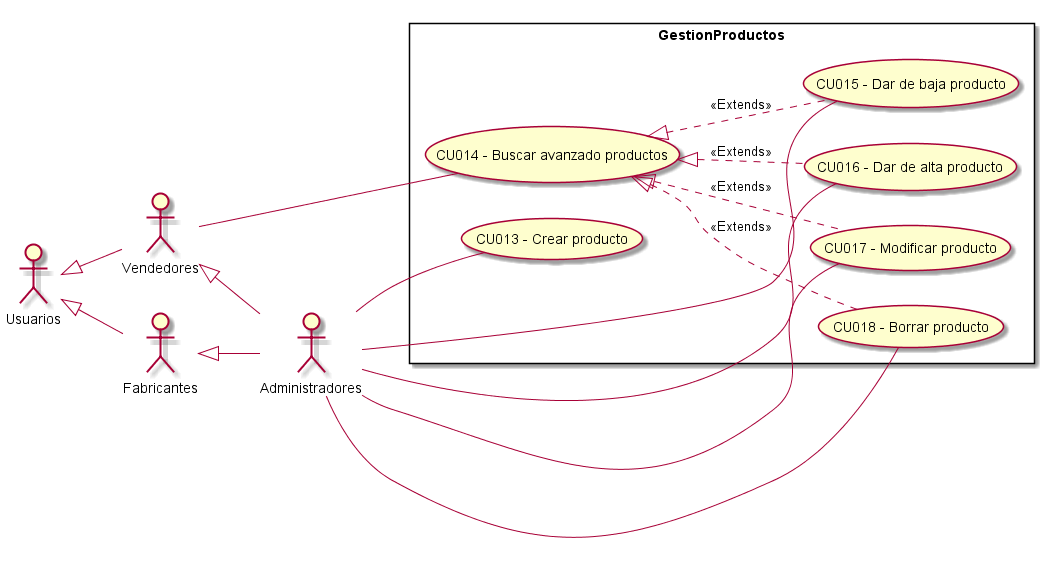 GestionProductos
CU015 - Dar de baja producto
«Extends»
CU014 - Buscar avanzado productos
«Extends»
CU016 - Dar de alta producto
«Extends»
«Extends»
CU013 - Crear producto
CU017 - Modificar producto
CU018 - Borrar producto
Vendedores
Usuarios
Fabricantes
Administradores